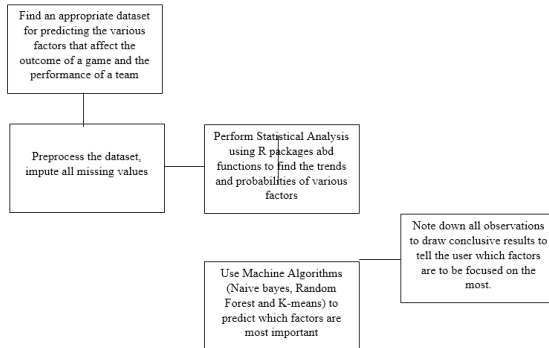 Find an appropriate dataset
for predicting the various
factors that affect the
outcome of a game and the
performance of a team
Preprocess the dataset,
impute all missing values
Perform Statistical Analysis
using R packages abd
functions to find the trends
and probabilities of various
factors
Use Machine Algorithms
(Naive bayes, Random
Forest and K-means) to
predict which factors are
most important
Note down all observations
to draw conclusive results to
tell the user which factors
are to be focused on the
most.